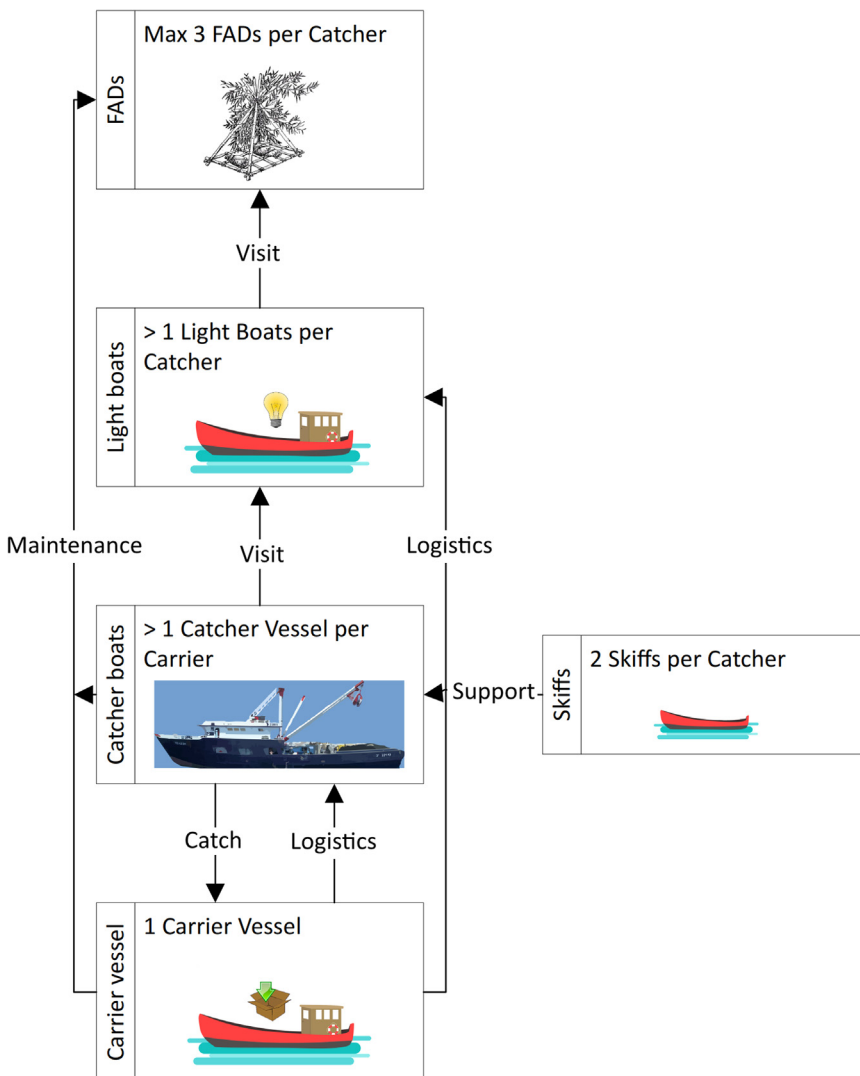 Max 3 FADs per Catcher
FADs
Visit
> 1 Light Boats per
Catcher
Light boats
Maintenance
Visit
Logistics
> 1 Catcher Vessel per
Carrier
Catcher boats
Support
2 Skiffs per Catcher
Skiffs
Catch
Logistics
1 Carrier Vessel
Carrier vessel